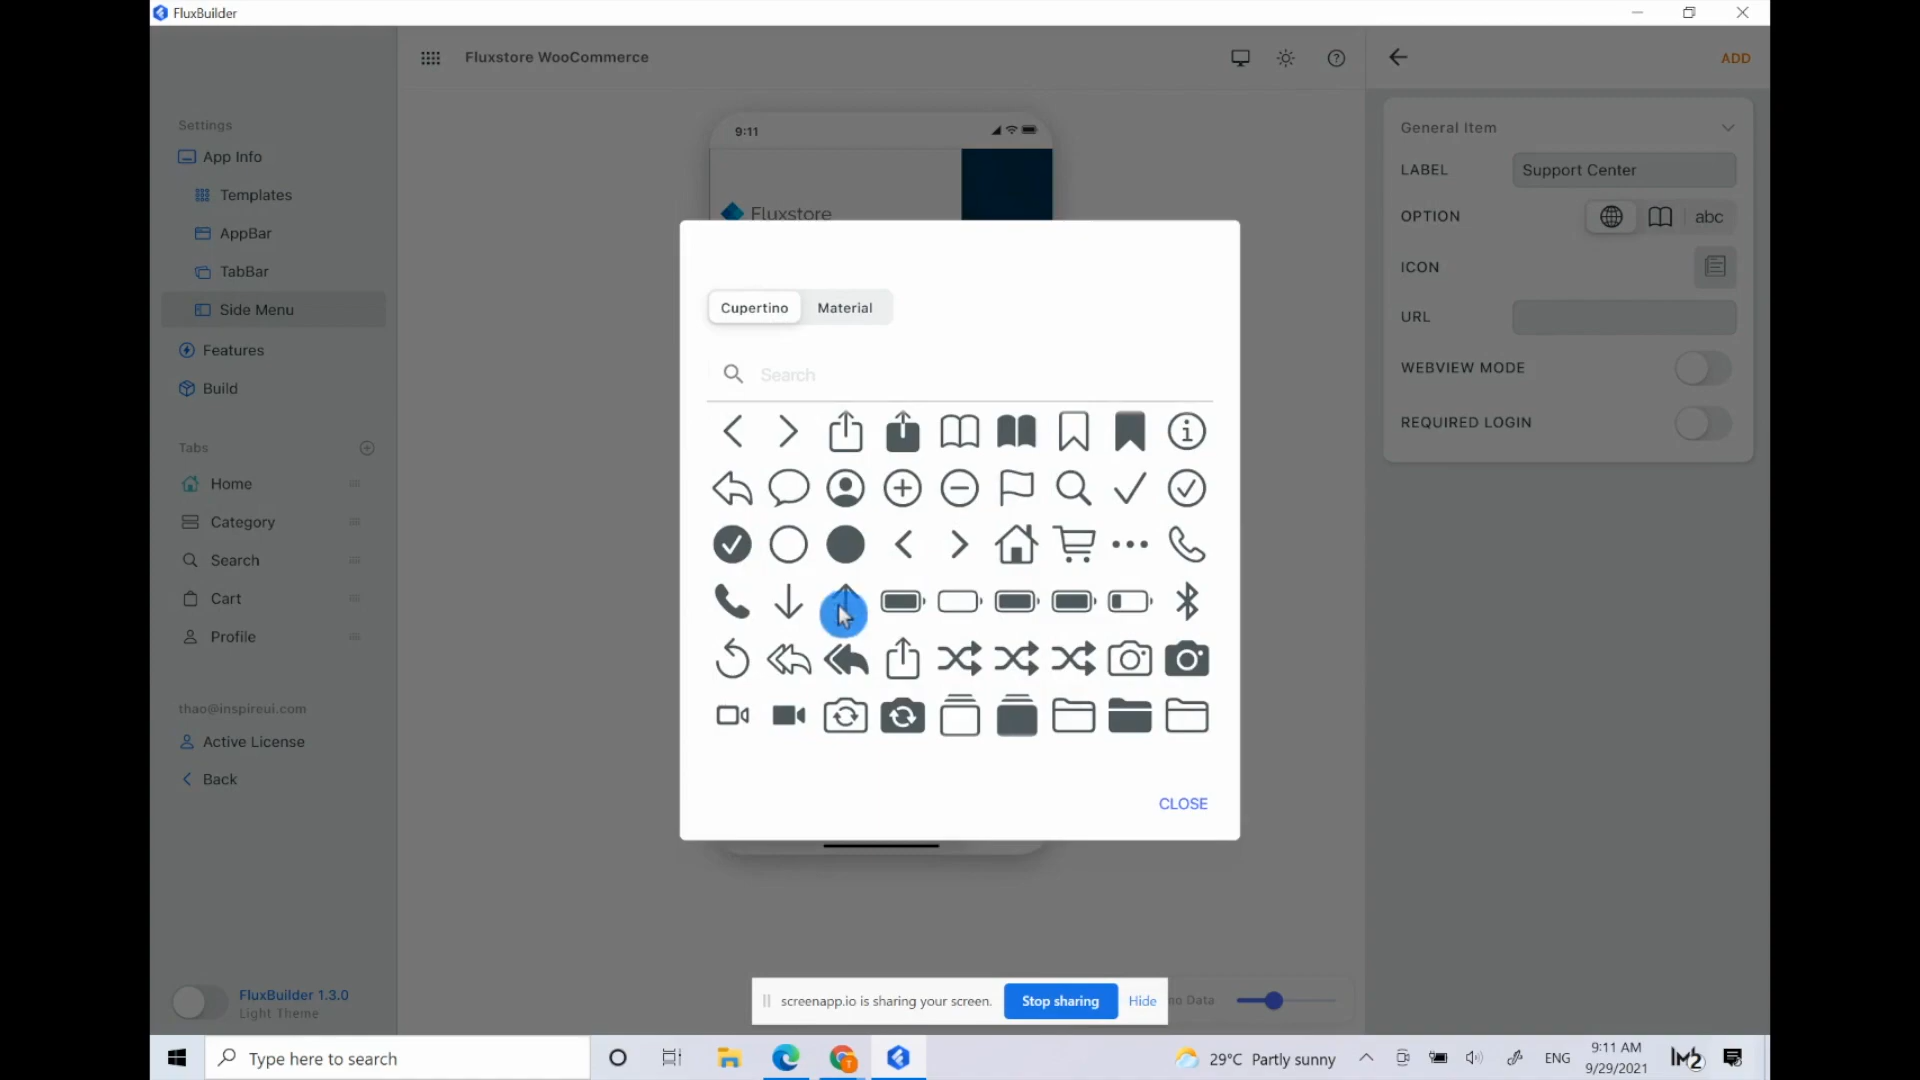 FluxBuilder
Fluxstore WooCommerce
ADD
Settings
App Info
Templates
AppBar
TabBar
Side Menu
Features
Build
Tabs
Home
Category
Search
Cart
Profile
thao@inspireui.com
Active License
Back
FluxBuilder 1.3.0
Light Theme
9:11
Fluxstore
Cupertino
Material
Search
CLOSE
General Item
LABEL
Support Center
OPTION
abc
ICON
URL
WEBVIEW MODE
REQUIRED LOGIN
screenapp.io is sharing your screen.
Stop sharing
Hide
no Data
Type here to search
29°C Partly sunny
ENG
9:11 AM
9/29/2021